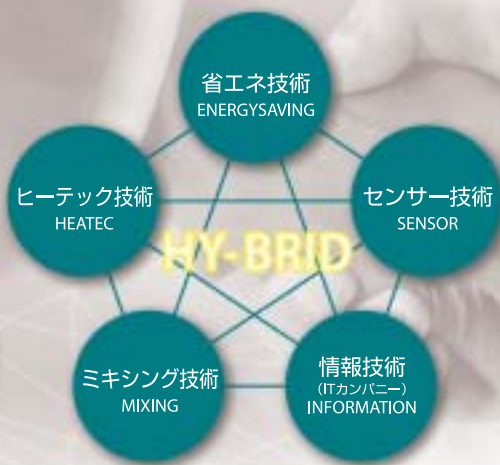 省エネ技術
ENERGYSAVING
ヒーテック技術
HEATEC
センサー技術
SENSOR
HY-BRID
ミキシング技術
MIXING
情報技術
（ITカンパニー）
INFORMATION